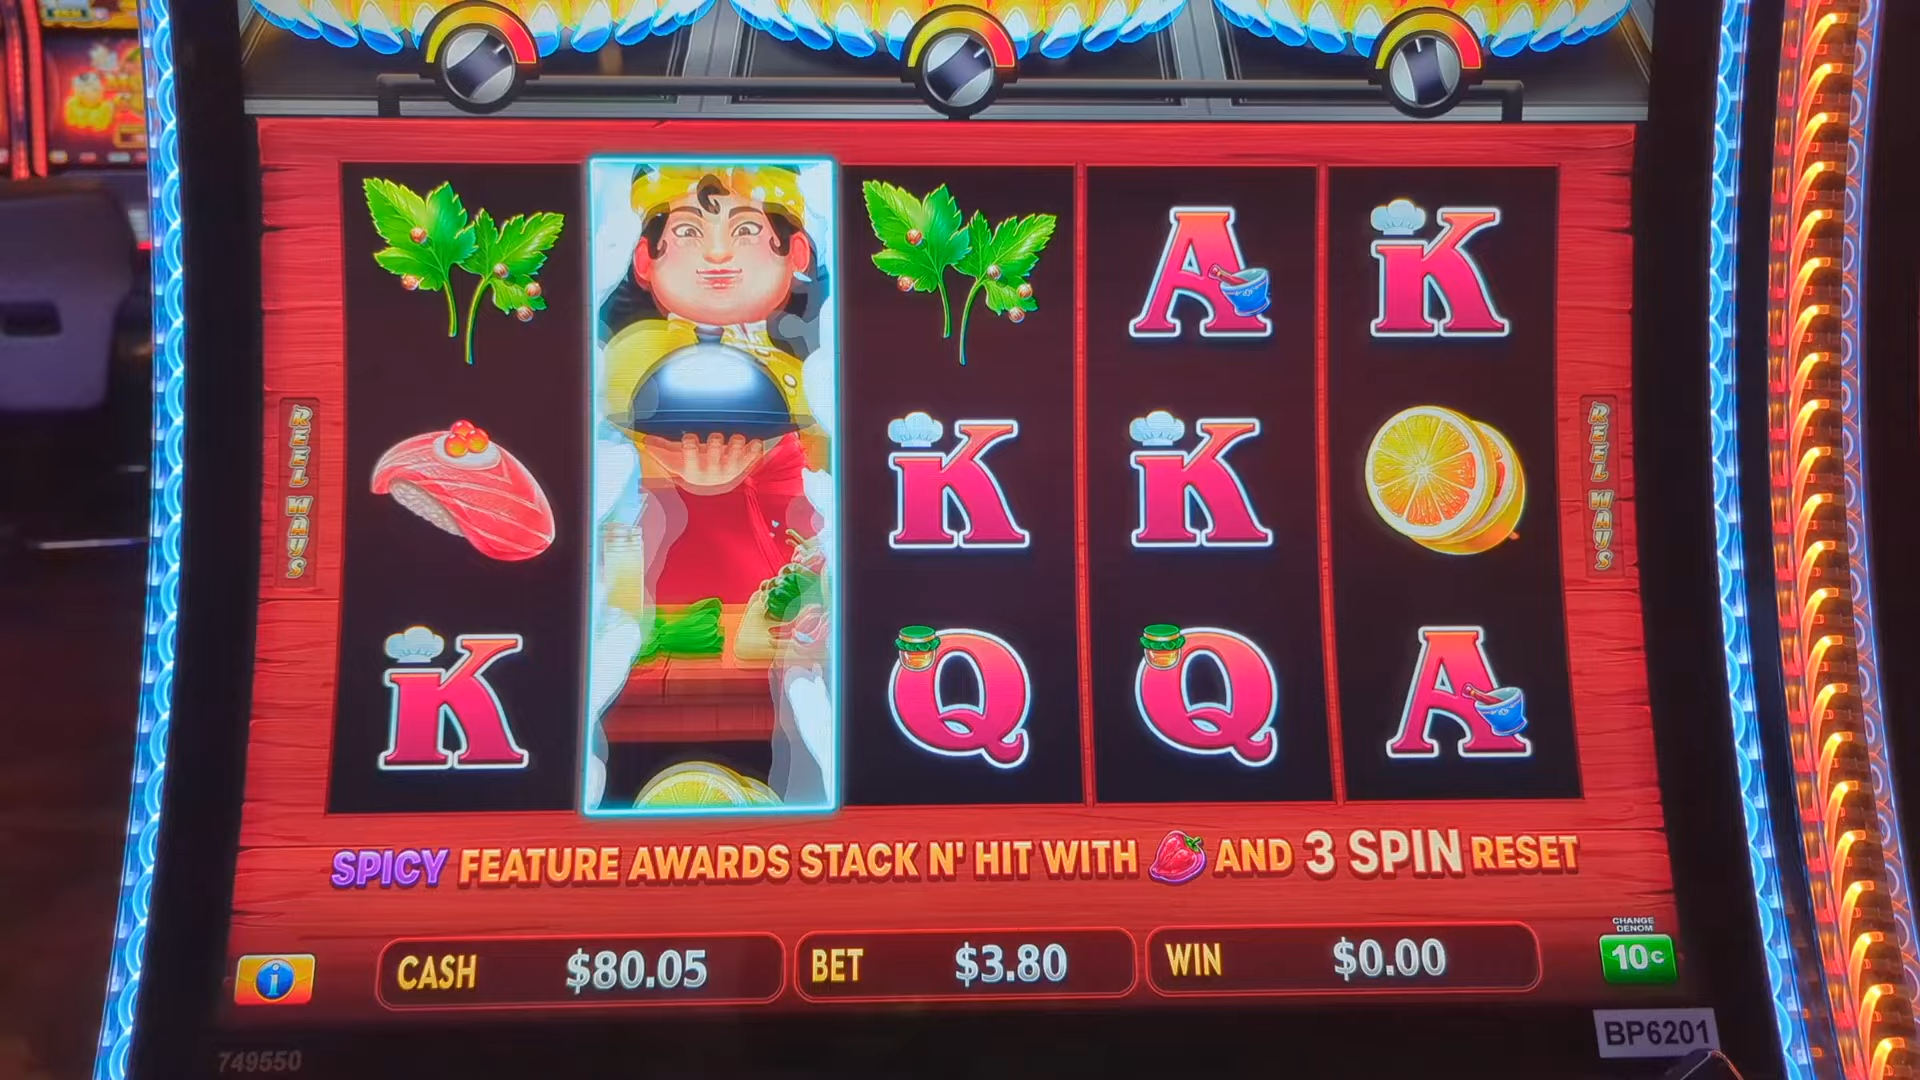 A K
K K
K Q Q A
REEL WAYS
REEL WAYS
SPICY FEATURE AWARDS STACK N' HIT WITH AND 3 SPIN RESET
CHANGE
DENOM
CASH $80.05 BET $3.80 WIN $0.00 10¢
BP6201
749550